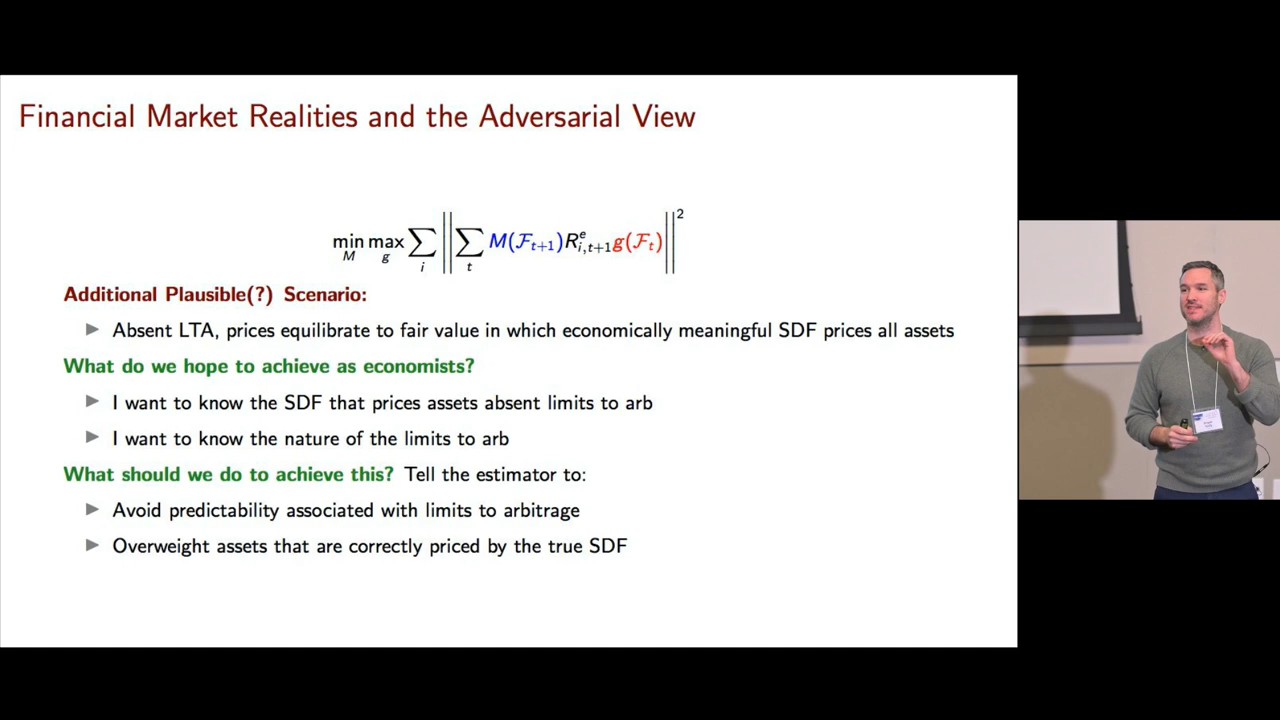 Financial Market Realities and the Adversarial View
min_M max_g ∑_i ‖ ∑_t M(𝓕_{t+1}) R^e_{i,t+1} g(𝓕_t) ‖^2
Additional Plausible(?) Scenario:
▶ Absent LTA, prices equilibrate to fair value in which economically meaningful SDF prices all assets
What do we hope to achieve as economists?
▶ I want to know the SDF that prices assets absent limits to arb
▶ I want to know the nature of the limits to arb
What should we do to achieve this? Tell the estimator to:
▶ Avoid predictability associated with limits to arbitrage
▶ Overweight assets that are correctly priced by the true SDF